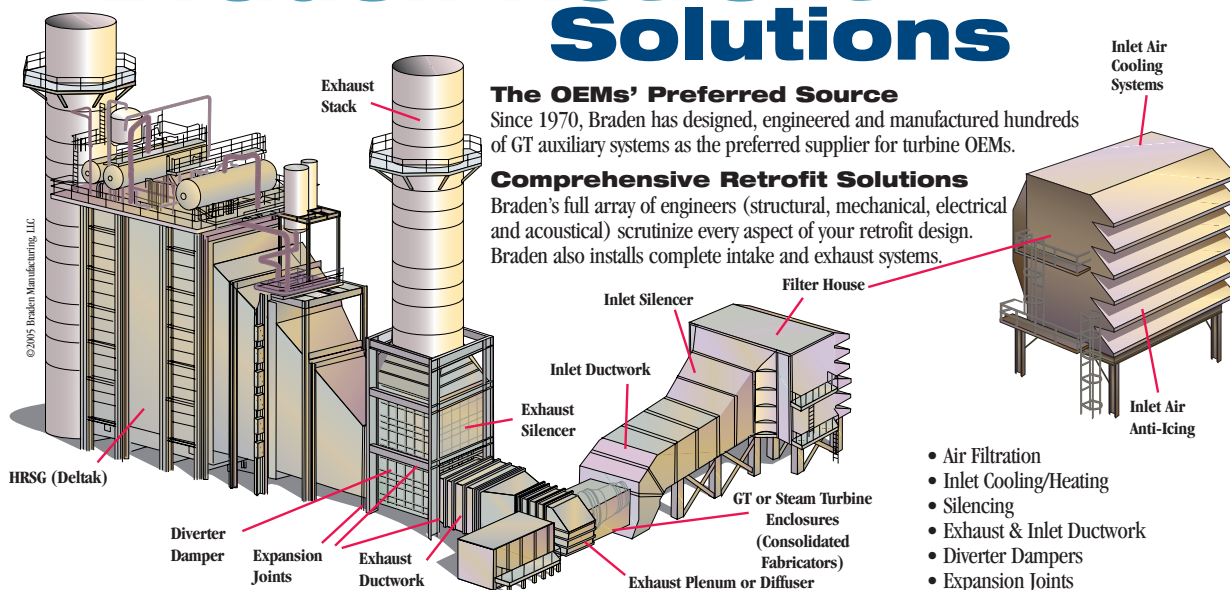 Solutions
The OEMs’ Preferred Source
Since 1970, Braden has designed, engineered and manufactured hundreds
of GT auxiliary systems as the preferred supplier for turbine OEMs.
Comprehensive Retrofit Solutions
Braden’s full array of engineers (structural, mechanical, electrical
and acoustical) scrutinize every aspect of your retrofit design.
Braden also installs complete intake and exhaust systems.
Exhaust
Stack
Inlet Air
Cooling
Systems
Filter House
Inlet Silencer
Inlet Ductwork
Exhaust
Silencer
Inlet Air
Anti-Icing
HRSG (Deltak)
Diverter
Damper
Expansion
Joints
Exhaust
Ductwork
GT or Steam Turbine
Enclosures
(Consolidated
Fabricators)
Exhaust Plenum or Diffuser
• Air Filtration
• Inlet Cooling/Heating
• Silencing
• Exhaust & Inlet Ductwork
• Diverter Dampers
• Expansion Joints
©2005 Braden Manufacturing, LLC